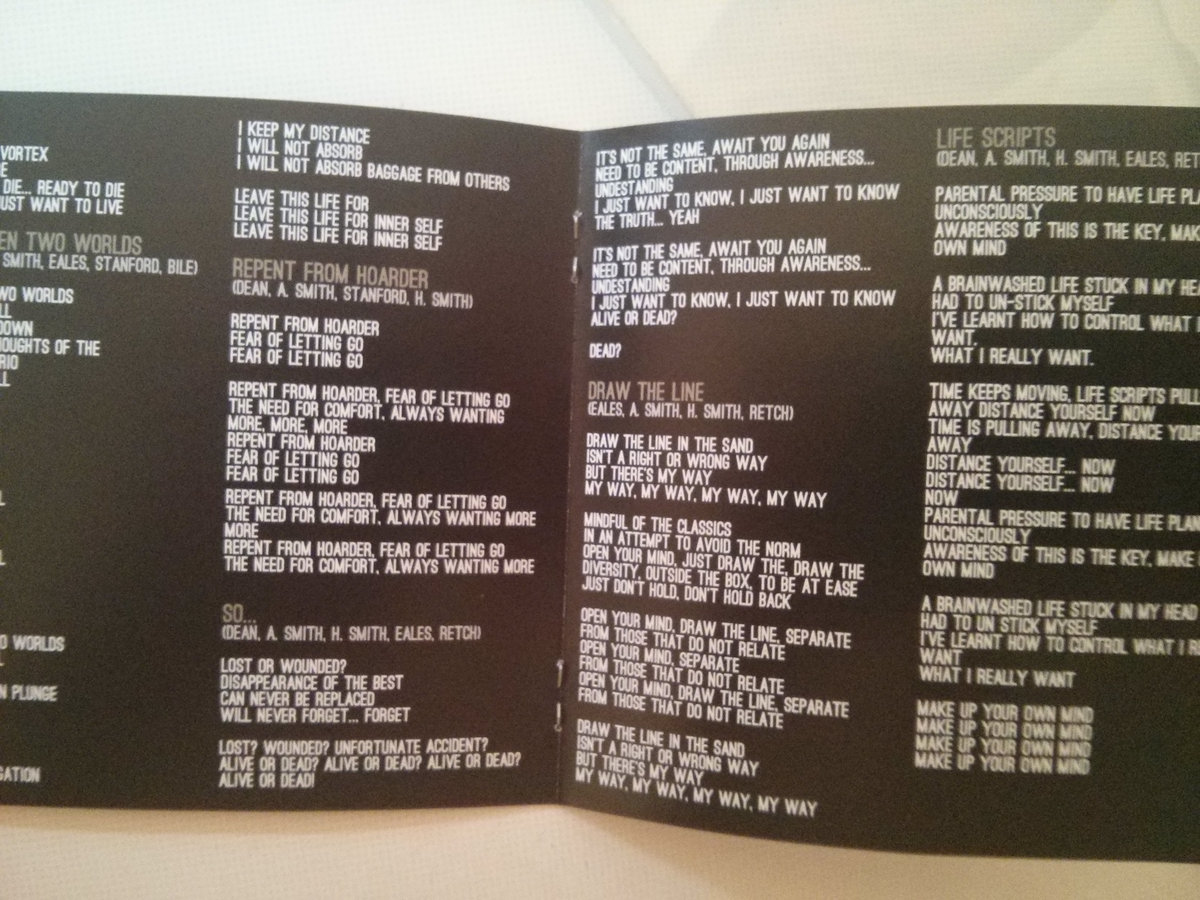 VORTEX
DIE... READY TO DIE
JUST WANT TO LIVE
TWO WORLDS
SMITH, EALES, STANFORD, BILE)
WO WORLDS
DOWN
HOUGHTS OF THE
WORLDS
PLUNGE
I KEEP MY DISTANCE
I WILL NOT ABSORB
I WILL NOT ABSORB BAGGAGE FROM OTHERS
LEAVE THIS LIFE FOR
LEAVE THIS LIFE FOR INNER SELF
LEAVE THIS LIFE FOR INNER SELF
REPENT FROM HOARDER
(DEAN, A. SMITH, STANFORD, H. SMITH)
REPENT FROM HOARDER
FEAR OF LETTING GO
FEAR OF LETTING GO
REPENT FROM HOARDER, FEAR OF LETTING GO
THE NEED FOR COMFORT, ALWAYS WANTING
MORE, MORE, MORE
REPENT FROM HOARDER
FEAR OF LETTING GO
FEAR OF LETTING GO
REPENT FROM HOARDER, FEAR OF LETTING GO
THE NEED FOR COMFORT, ALWAYS WANTING MORE
MORE
REPENT FROM HOARDER, FEAR OF LETTING GO
THE NEED FOR COMFORT, ALWAYS WANTING MORE
SO...
(DEAN, A. SMITH, H. SMITH, EALES, RETCH)
LOST OR WOUNDED?
DISAPPEARANCE OF THE BEST
CAN NEVER BE REPLACED
WILL NEVER FORGET... FORGET
LOST? WOUNDED? UNFORTUNATE ACCIDENT?
ALIVE OR DEAD? ALIVE OR DEAD? ALIVE OR DEAD?
ALIVE OR DEAD!
IT'S NOT THE SAME, AWAIT YOU AGAIN
NEED TO BE CONTENT, THROUGH AWARENESS...
UNDESTANDING
I JUST WANT TO KNOW, I JUST WANT TO KNOW
THE TRUTH... YEAH
IT'S NOT THE SAME, AWAIT YOU AGAIN
NEED TO BE CONTENT, THROUGH AWARENESS...
UNDESTANDING
I JUST WANT TO KNOW, I JUST WANT TO KNOW
ALIVE OR DEAD?
DEAD?
DRAW THE LINE
(EALES, A. SMITH, H. SMITH, RETCH)
DRAW THE LINE IN THE SAND
ISN'T A RIGHT OR WRONG WAY
BUT THERE'S MY WAY
MY WAY, MY WAY, MY WAY, MY WAY
MINDFUL OF THE CLASSICS
IN AN ATTEMPT TO AVOID THE NORM
OPEN YOUR MIND, JUST DRAW THE, DRAW THE
DIVERSITY, OUTSIDE THE BOX, TO BE AT EASE
JUST DON'T HOLD, DON'T HOLD BACK
OPEN YOUR MIND, DRAW THE LINE, SEPARATE
FROM THOSE THAT DO NOT RELATE
OPEN YOUR MIND, SEPARATE
FROM THOSE THAT DO NOT RELATE
OPEN YOUR MIND, DRAW THE LINE, SEPARATE
FROM THOSE THAT DO NOT RELATE
DRAW THE LINE IN THE SAND
ISN'T A RIGHT OR WRONG WAY
BUT THERE'S MY WAY
MY WAY, MY WAY, MY WAY, MY WAY
LIFE SCRIPTS
(DEAN, A. SMITH, H. SMITH, EALES, RET
PARENTAL PRESSURE TO HAVE LIFE PLA
UNCONSCIOUSLY
AWARENESS OF THIS IS THE KEY, MAK
OWN MIND
A BRAINWASHED LIFE STUCK IN MY HE
HAD TO UN-STICK MYSELF
I'VE LEARNT HOW TO CONTROL WHAT I
WANT.
WHAT I REALLY WANT.
TIME KEEPS MOVING, LIFE SCRIPTS PULL
AWAY DISTANCE YOURSELF NOW
TIME IS PULLING AWAY, DISTANCE YOUR
AWAY
DISTANCE YOURSELF... NOW
DISTANCE YOURSELF... NOW
NOW
PARENTAL PRESSURE TO HAVE LIFE PLA
UNCONSCIOUSLY
AWARENESS OF THIS IS THE KEY, MAKE
OWN MIND
A BRAINWASHED LIFE STUCK IN MY HEAD
HAD TO UN STICK MYSELF
I'VE LEARNT HOW TO CONTROL WHAT I R
WANT
WHAT I REALLY WANT
MAKE UP YOUR OWN MIND
MAKE UP YOUR OWN MIND
MAKE UP YOUR OWN MIND
MAKE UP YOUR OWN MIND